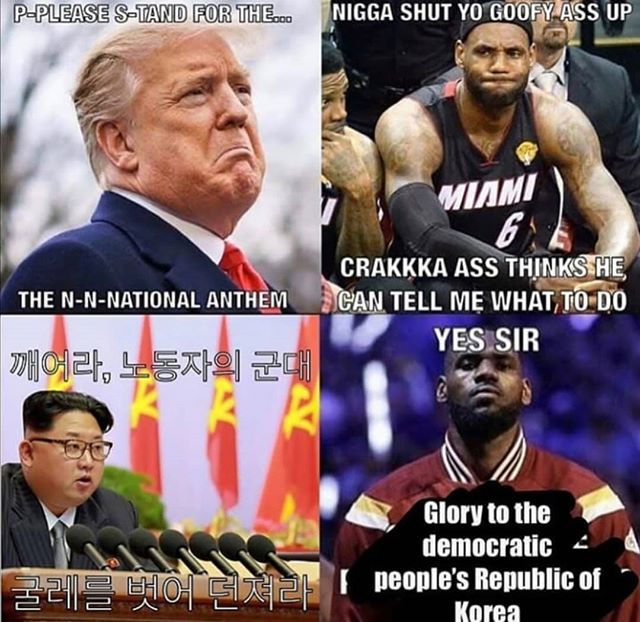 P-PLEASE S-TAND FOR THE...
THE N-N-NATIONAL ANTHEM
NIGGA SHUT YO GOOFY ASS UP
MIAMI
6
CRAKKKA ASS THINKS HE
CAN TELL ME WHAT TO DO
깨어라, 노동자의 군대
굴레를 벗어 던져라
YES SIR
Glory to the
democratic
people's Republic of
Korea